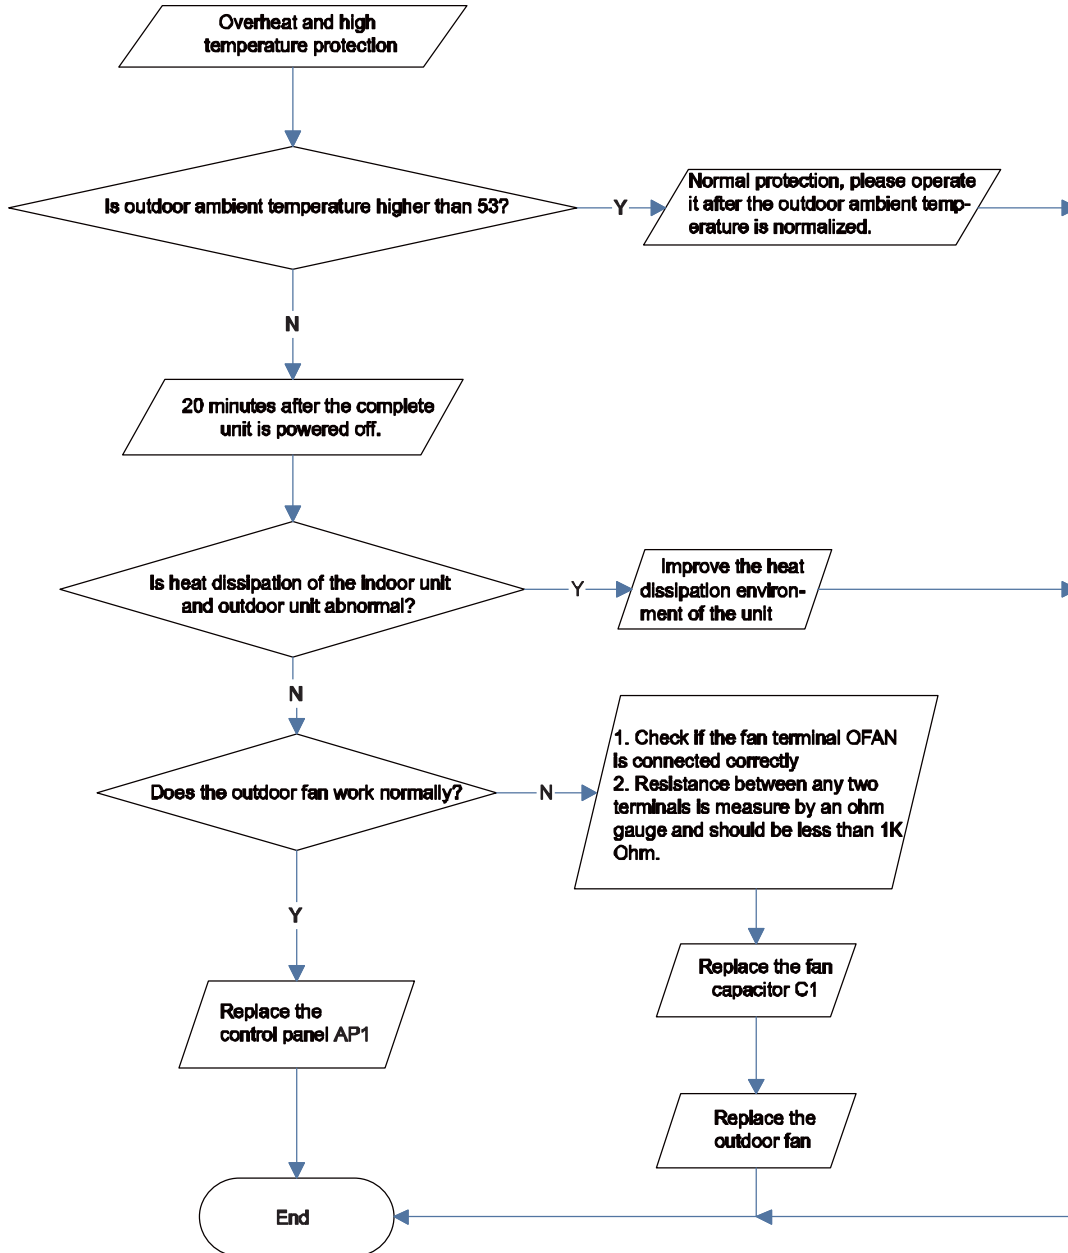 Overheat and high
temperature protection
Is outdoor ambient temperature higher than 53?
Y
Normal protection, please operate
it after the outdoor ambient temp-
erature is normalized.
N
20 minutes after the complete
unit is powered off.
Is heat dissipation of the indoor unit
and outdoor unit abnormal?
Y
Improve the heat
dissipation environ-
ment of the unit
N
Does the outdoor fan work normally?
N
1. Check if the fan terminal OFAN
is connected correctly
2. Resistance between any two
terminals is measure by an ohm
gauge and should be less than 1K
Ohm.
Y
Replace the fan
capacitor C1
Replace the
control panel AP1
Replace the
outdoor fan
End